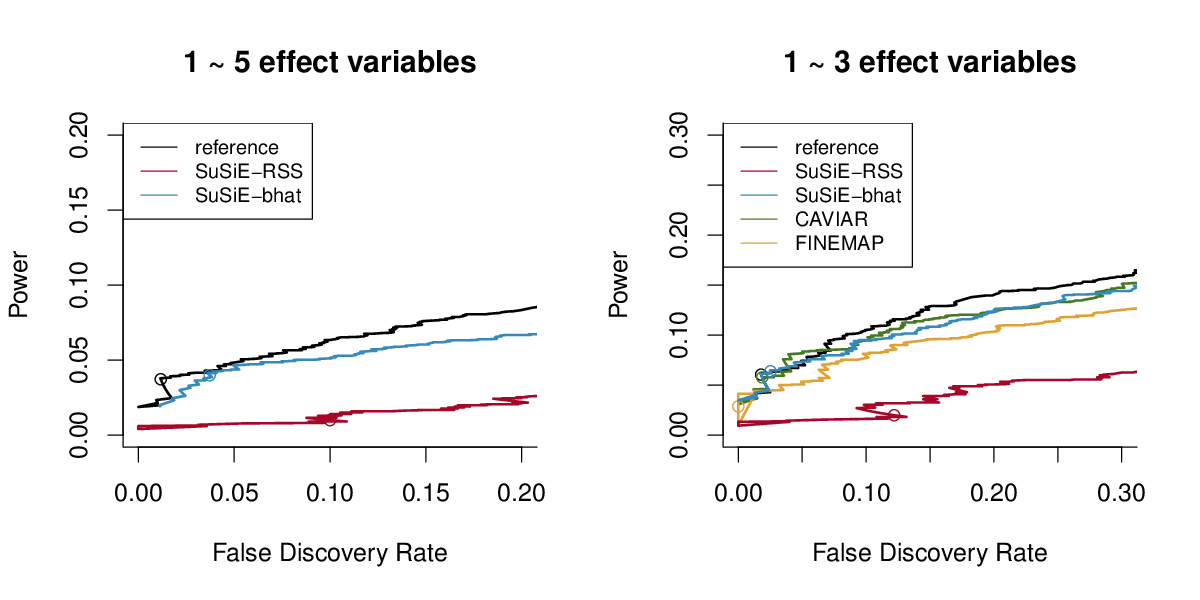 1 ~ 5 effect variables
Power
0.00 0.05 0.10 0.15 0.20
reference
SuSiE−RSS
SuSiE−bhat
0.00 0.05 0.10 0.15 0.20
False Discovery Rate
1 ~ 3 effect variables
Power
0.00 0.10 0.20 0.30
reference
SuSiE−RSS
SuSiE−bhat
CAVIAR
FINEMAP
0.00 0.10 0.20 0.30
False Discovery Rate